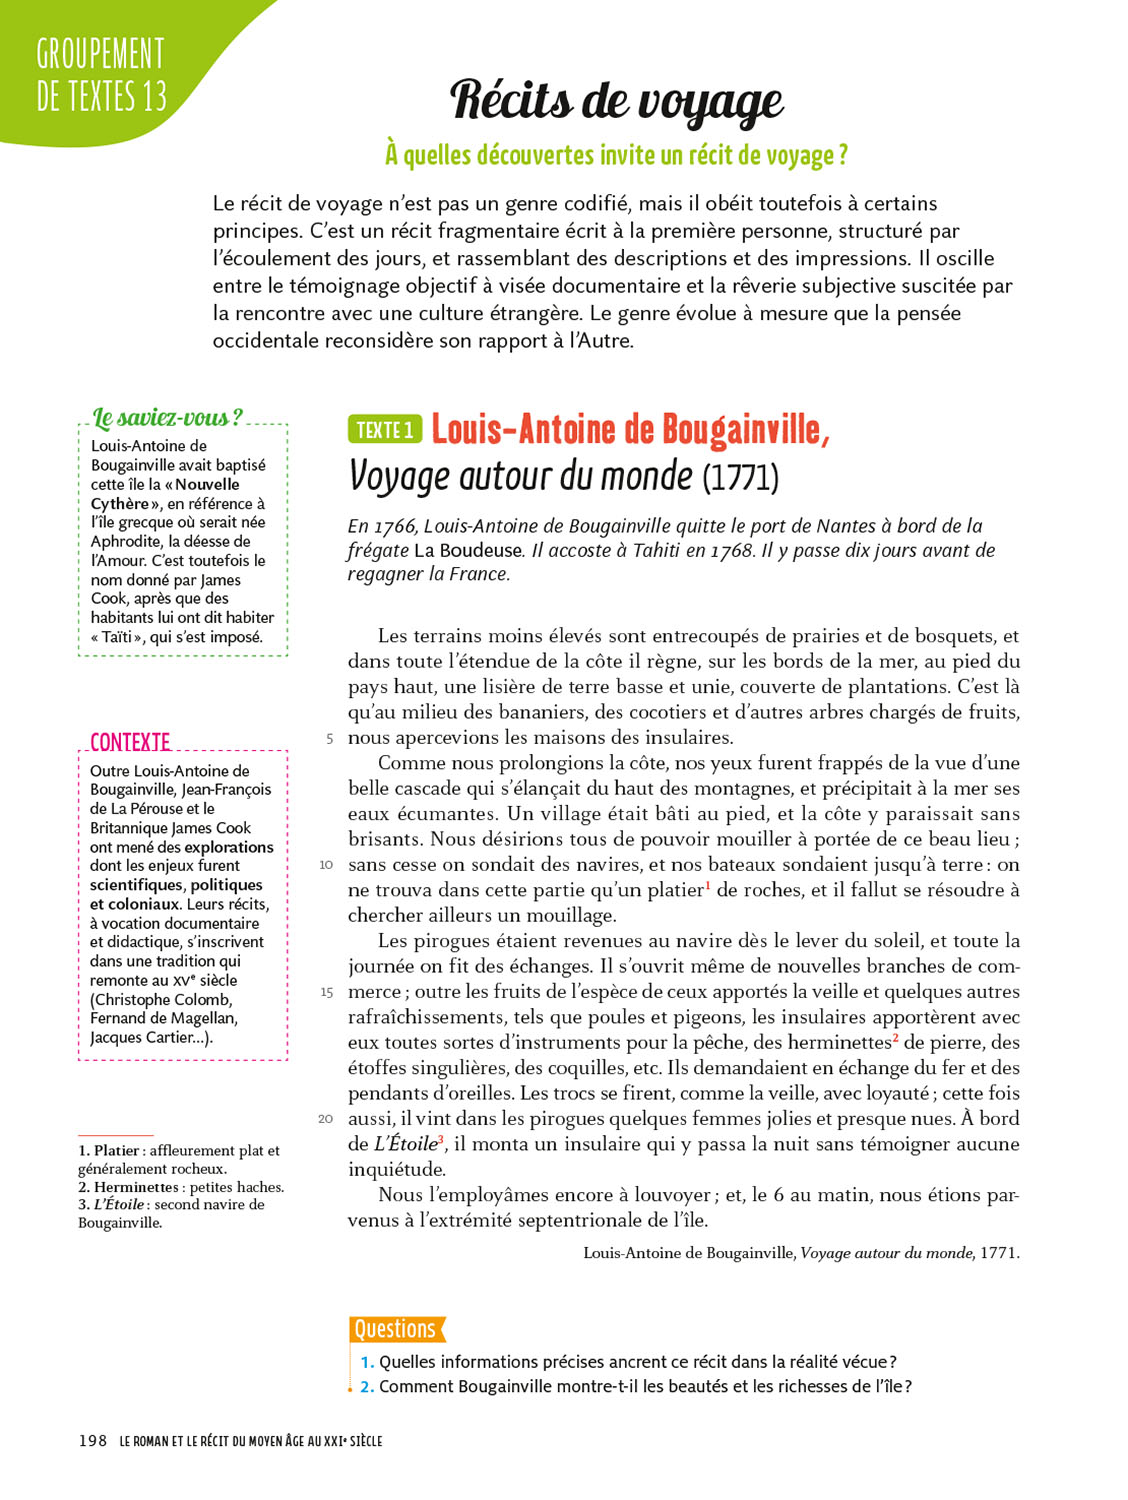 GROUPEMENT
DE TEXTES 13
Récits de voyage
À quelles découvertes invite un récit de voyage ?
Le récit de voyage n’est pas un genre codifié, mais il obéit toutefois à certains
principes. C’est un récit fragmentaire écrit à la première personne, structuré par
l’écoulement des jours, et rassemblant des descriptions et des impressions. Il oscille
entre le témoignage objectif à visée documentaire et la rêverie subjective suscitée par
la rencontre avec une culture étrangère. Le genre évolue à mesure que la pensée
occidentale reconsidère son rapport à l’Autre.
Le saviez-vous ?
Louis-Antoine de
Bougainville avait baptisé
cette île la « Nouvelle
Cythère », en référence à
l’île grecque où serait née
Aphrodite, la déesse de
l’Amour. C’est toutefois le
nom donné par James
Cook, après que des
habitants lui ont dit habiter
« Taïti », qui s’est imposé.
CONTEXTE
Outre Louis-Antoine de
Bougainville, Jean-François
de La Pérouse et le
Britannique James Cook
ont mené des explorations
dont les enjeux furent
scientifiques, politiques
et coloniaux. Leurs récits,
à vocation documentaire
et didactique, s’inscrivent
dans une tradition qui
remonte au XVe siècle
(Christophe Colomb,
Fernand de Magellan,
Jacques Cartier...).
1. Platier : affleurement plat et
généralement rocheux.
2. Herminettes : petites haches.
3. L’Étoile : second navire de
Bougainville.
TEXTE 1 Louis-Antoine de Bougainville,
Voyage autour du monde (1771)
En 1766, Louis-Antoine de Bougainville quitte le port de Nantes à bord de la
frégate La Boudeuse. Il accoste à Tahiti en 1768. Il y passe dix jours avant de
regagner la France.
Les terrains moins élevés sont entrecoupés de prairies et de bosquets, et
dans toute l’étendue de la côte il règne, sur les bords de la mer, au pied du
pays haut, une lisière de terre basse et unie, couverte de plantations. C’est là
qu’au milieu des bananiers, des cocotiers et d’autres arbres chargés de fruits,
5 nous apercevions les maisons des insulaires.
Comme nous prolongions la côte, nos yeux furent frappés de la vue d’une
belle cascade qui s’élançait du haut des montagnes, et précipitait à la mer ses
eaux écumantes. Un village était bâti au pied, et la côte y paraissait sans
brisants. Nous désirions tous de pouvoir mouiller à portée de ce beau lieu ;
10 sans cesse on sondait des navires, et nos bateaux sondaient jusqu’à terre : on
ne trouva dans cette partie qu’un platier1 de roches, et il fallut se résoudre à
chercher ailleurs un mouillage.
Les pirogues étaient revenues au navire dès le lever du soleil, et toute la
journée on fit des échanges. Il s’ouvrit même de nouvelles branches de com-
15 merce ; outre les fruits de l’espèce de ceux apportés la veille et quelques autres
rafraîchissements, tels que poules et pigeons, les insulaires apportèrent avec
eux toutes sortes d’instruments pour la pêche, des herminettes2 de pierre, des
étoffes singulières, des coquilles, etc. Ils demandaient en échange du fer et des
pendants d’oreilles. Les trocs se firent, comme la veille, avec loyauté ; cette fois
20 aussi, il vint dans les pirogues quelques femmes jolies et presque nues. À bord
de L’Étoile3, il monta un insulaire qui y passa la nuit sans témoigner aucune
inquiétude.
Nous l’employâmes encore à louvoyer ; et, le 6 au matin, nous étions par-
venus à l’extrémité septentrionale de l’île.
Louis-Antoine de Bougainville, Voyage autour du monde, 1771.
Questions
1. Quelles informations précises ancrent ce récit dans la réalité vécue ?
2. Comment Bougainville montre-t-il les beautés et les richesses de l’île ?
198 LE ROMAN ET LE RÉCIT DU MOYEN ÂGE AU XXIe SIÈCLE